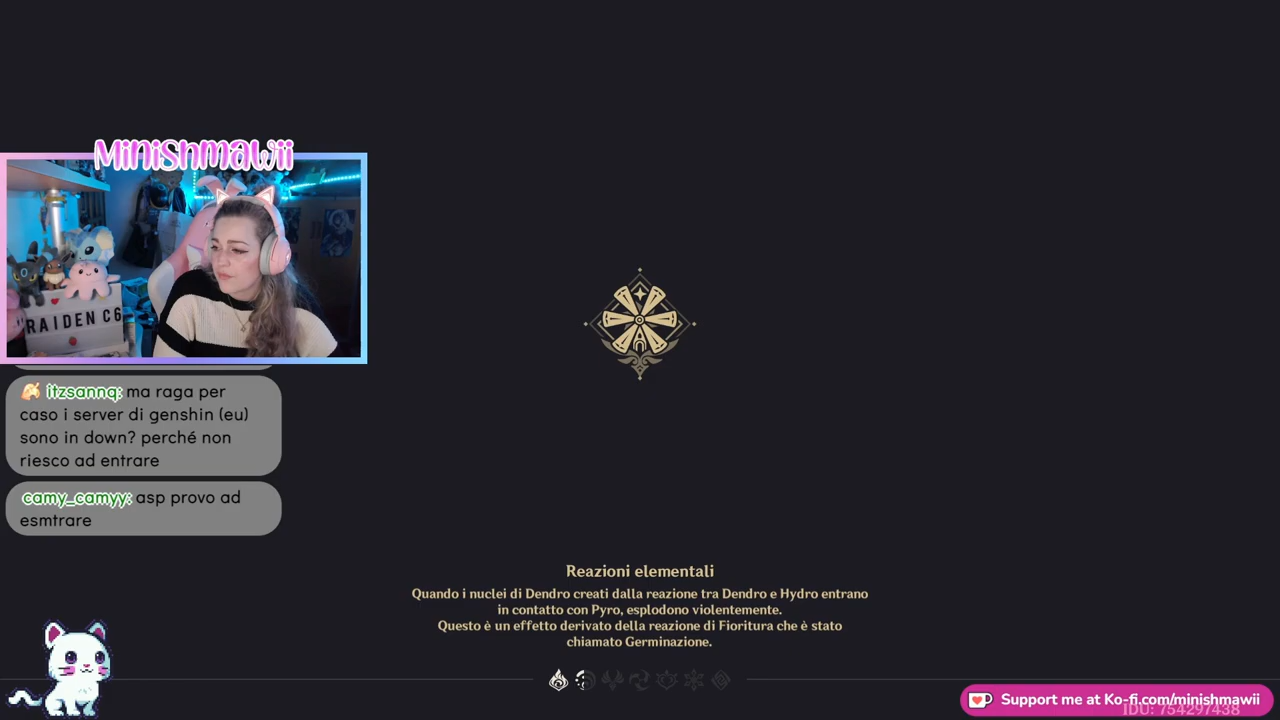 Minishmawii
RAIDEN C6
itzsannq: ma raga per
caso i server di genshin (eu)
sono in down? perché non
riesco ad entrare
camy_camyy: asp provo ad
esmtrare
Reazioni elementali
Quando i nuclei di Dendro creati dalla reazione tra Dendro e Hydro entrano
in contatto con Pyro, esplodono violentemente.
Questo è un effetto derivato della reazione di Fioritura che è stato
chiamato Germinazione.
Support me at Ko-fi.com/minishmawii
IDU: 754297438